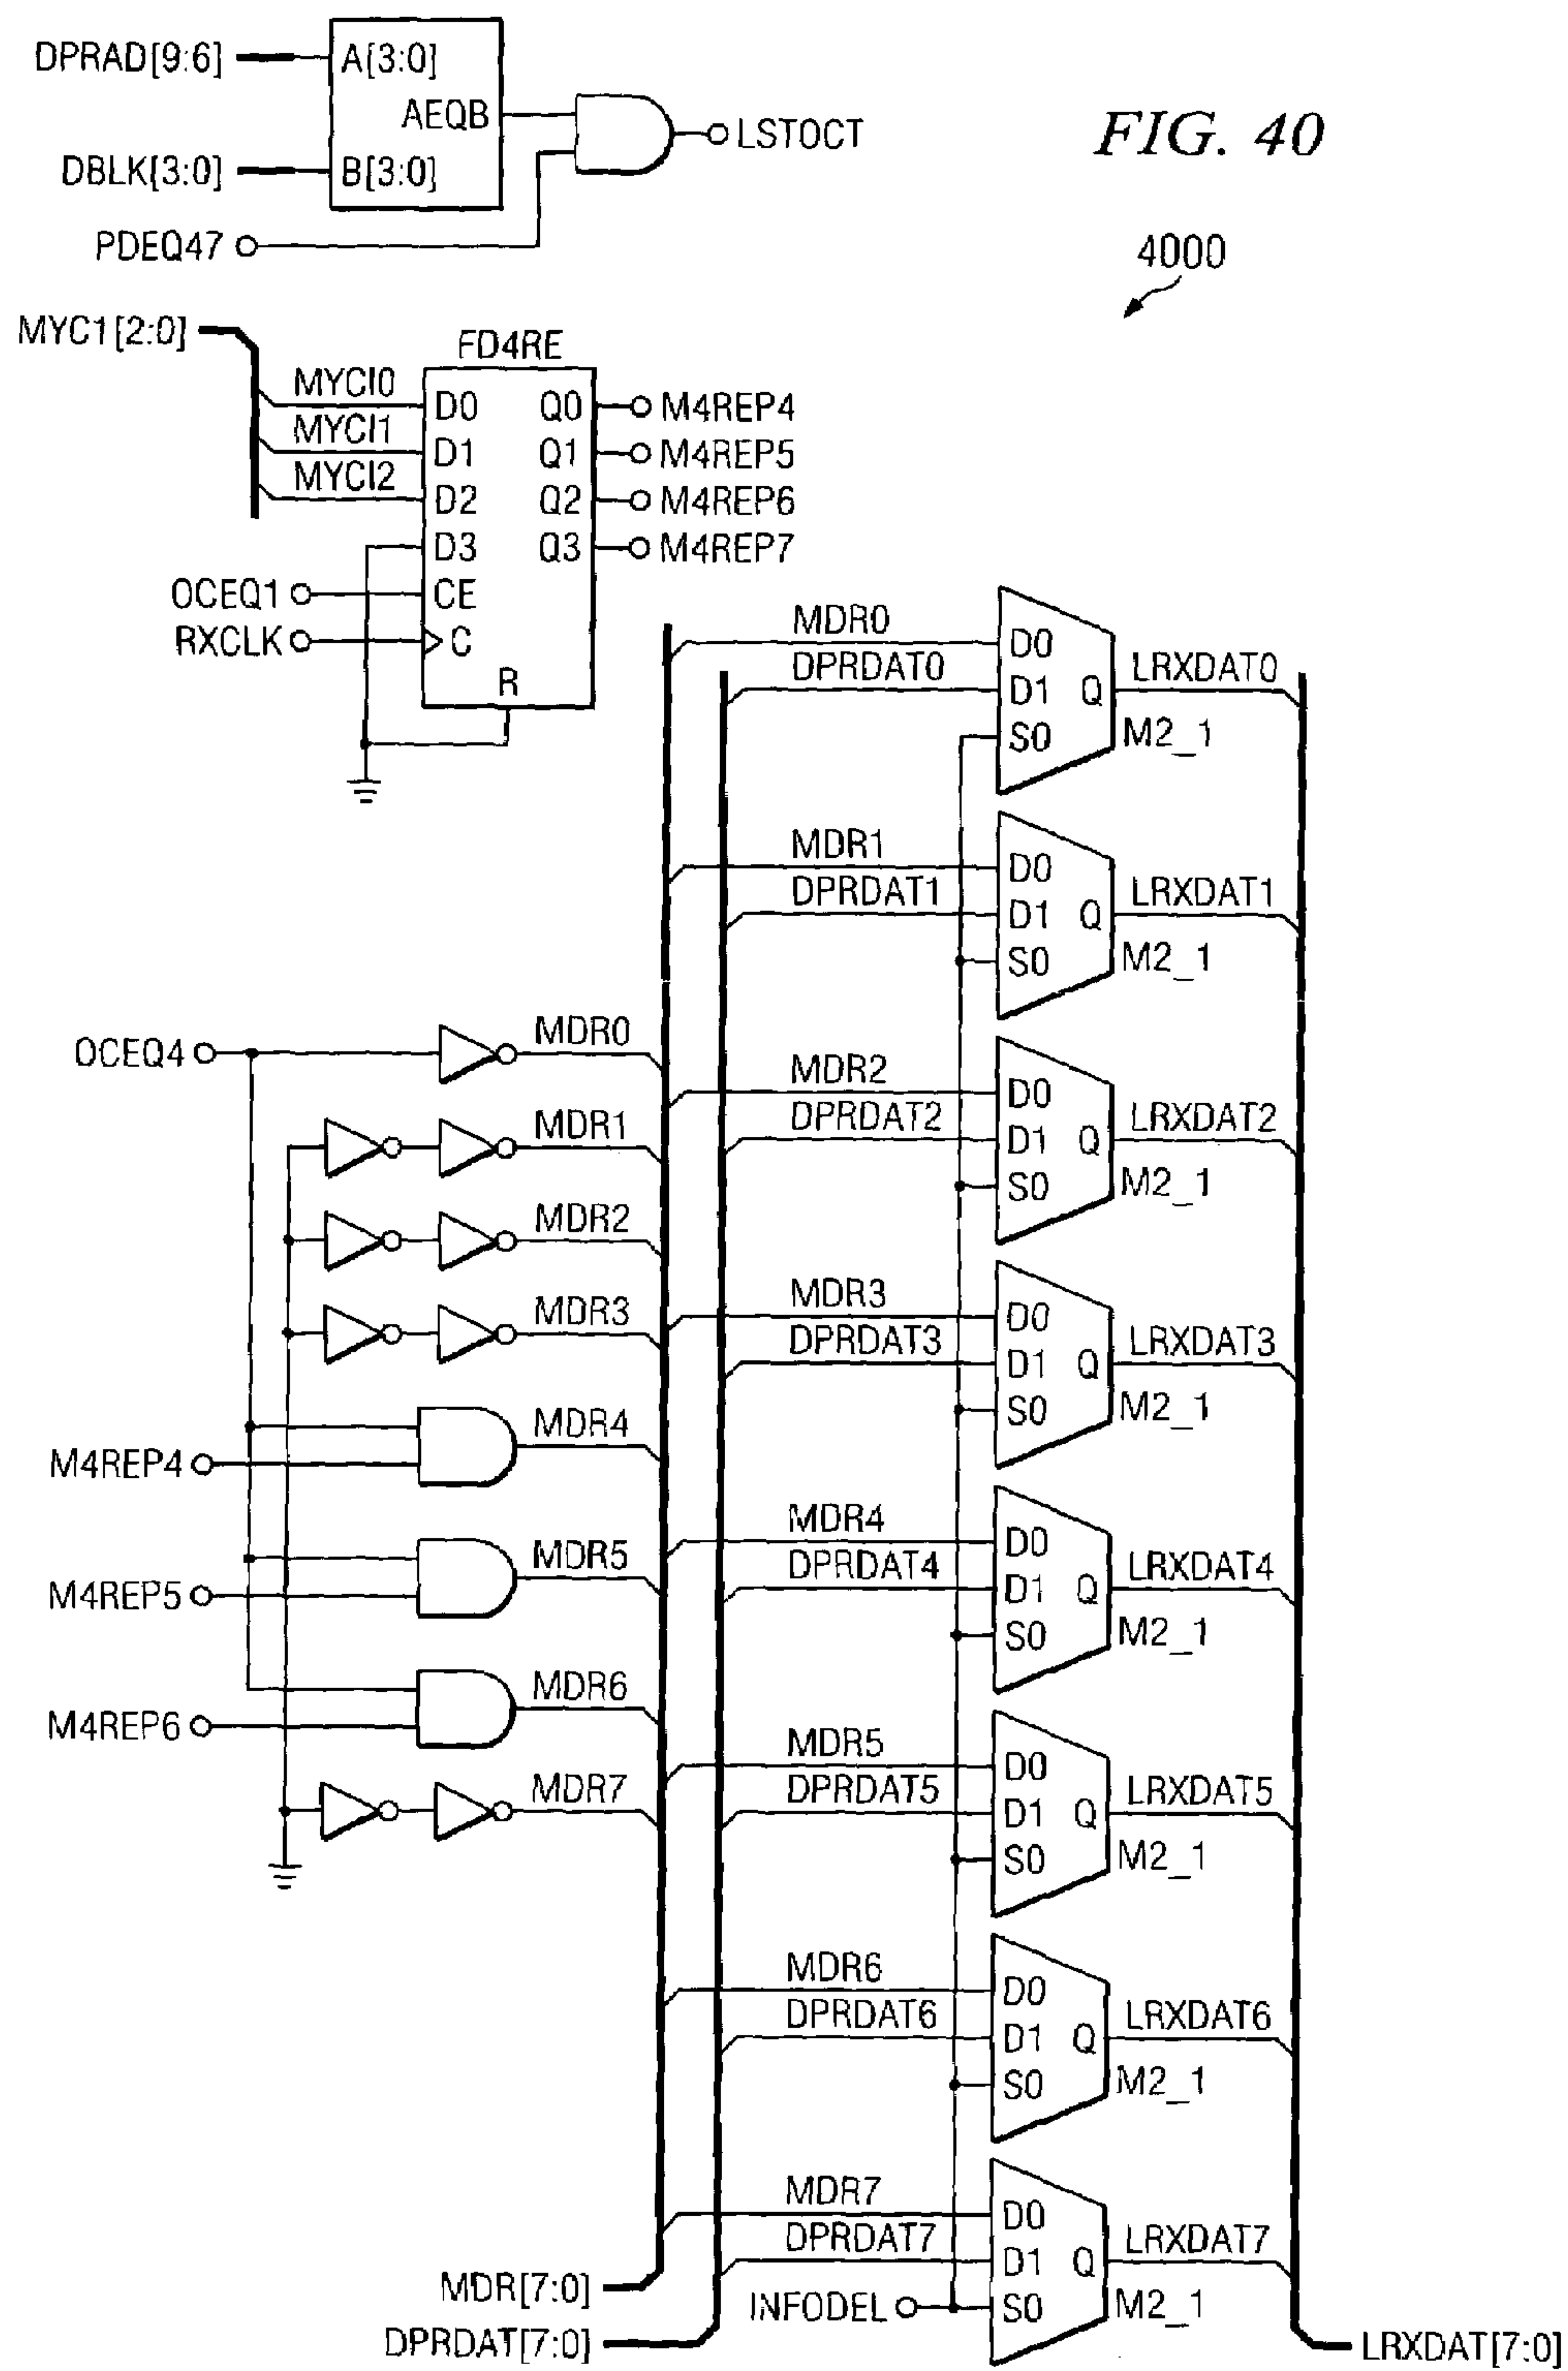 FIG. 40
4000
DPRAD[9:6]
A[3:0]
AEQB
DBLK[3:0]
B[3:0]
LSTOCT
PDEQ47
MYC1[2:0]
FD4RE
MYCI0
D0
Q0
M4REP4
MYCI1
D1
Q1
M4REP5
MYCI2
D2
Q2
M4REP6
D3
Q3
M4REP7
OCEQ1
CE
RXCLK
C
R
MDR0
D0
DPRDAT0
D1
Q
LRXDAT0
S0
M2_1
MDR1
D0
DPRDAT1
D1
Q
LRXDAT1
S0
M2_1
OCEQ4
MDR0
MDR1
MDR2
MDR3
M4REP4
MDR4
M4REP5
MDR5
M4REP6
MDR6
MDR7
MDR2
D0
DPRDAT2
D1
Q
LRXDAT2
S0
M2_1
MDR3
D0
DPRDAT3
D1
Q
LRXDAT3
S0
M2_1
MDR4
D0
DPRDAT4
D1
Q
LRXDAT4
S0
M2_1
MDR5
D0
DPRDAT5
D1
Q
LRXDAT5
S0
M2_1
MDR6
D0
DPRDAT6
D1
Q
LRXDAT6
S0
M2_1
MDR7
D0
DPRDAT7
D1
Q
LRXDAT7
S0
M2_1
MDR[7:0]
INFODEL
DPRDAT[7:0]
LRXDAT[7:0]